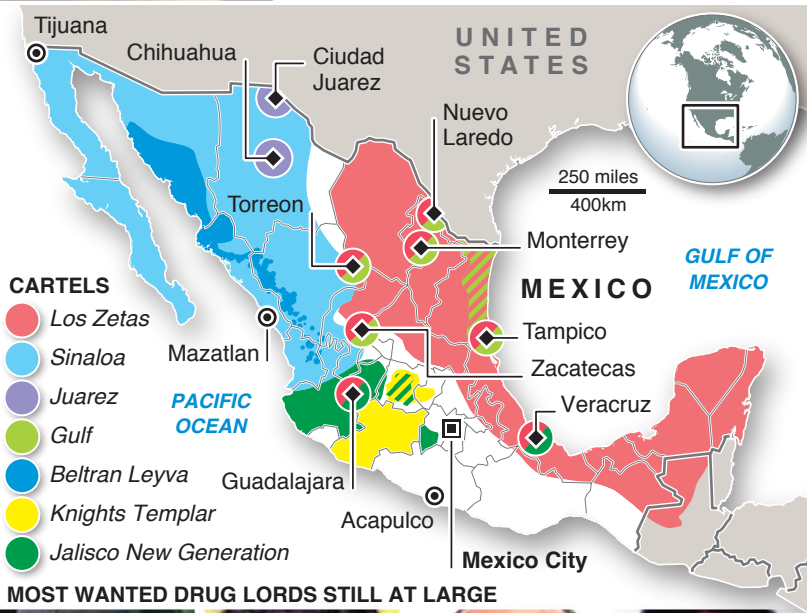 Tijuana
Chihuahua
Ciudad
Juarez
UNITED
STATES
Nuevo
Laredo
250 miles
400km
Torreon
Monterrey
GULF OF
MEXICO
MEXICO
CARTELS
Los Zetas
Sinaloa
Juarez
Gulf
Beltran Leyva
Knights Templar
Jalisco New Generation
Mazatlan
Tampico
Zacatecas
Veracruz
PACIFIC
OCEAN
Guadalajara
Acapulco
Mexico City
MOST WANTED DRUG LORDS STILL AT LARGE